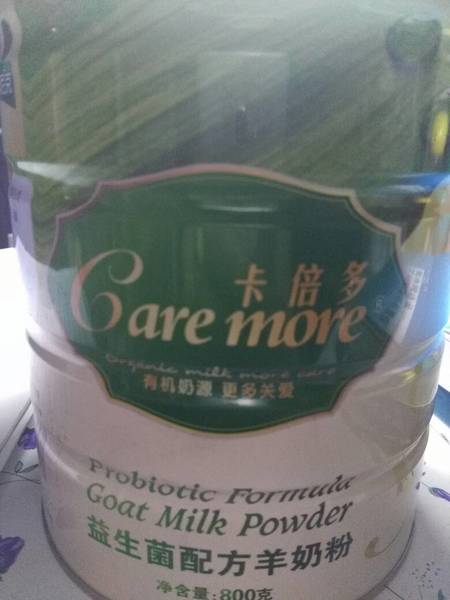 卡倍多
Care more
organic milk more care
有机奶源 更多关爱
Probiotic Formula
Goat Milk Powder
益生菌配方羊奶粉
净含量:800克